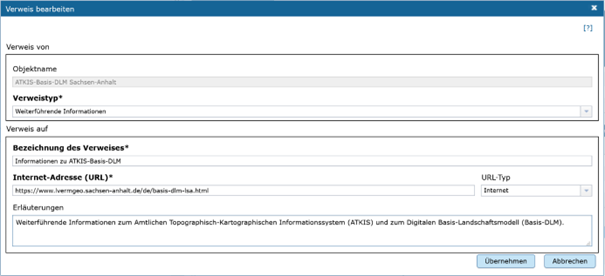 Verweis bearbeiten
[?]
Verweis von
Objektname
ATKIS-Basis-DLM Sachsen-Anhalt
Verweistyp*
Weiterführende Informationen
Verweis auf
Bezeichnung des Verweises*
Informationen zu ATKIS-Basis-DLM
Internet-Adresse (URL)* URL-Typ
https://www.lvermgeo.sachsen-anhalt.de/de/basis-dlm-lsa.html Internet
Erläuterungen
Weiterführende Informationen zum Amtlichen Topographisch-Kartographischen Informationssystem (ATKIS) und zum Digitalen Basis-Landschaftsmodell (Basis-DLM).
Übernehmen Abbrechen